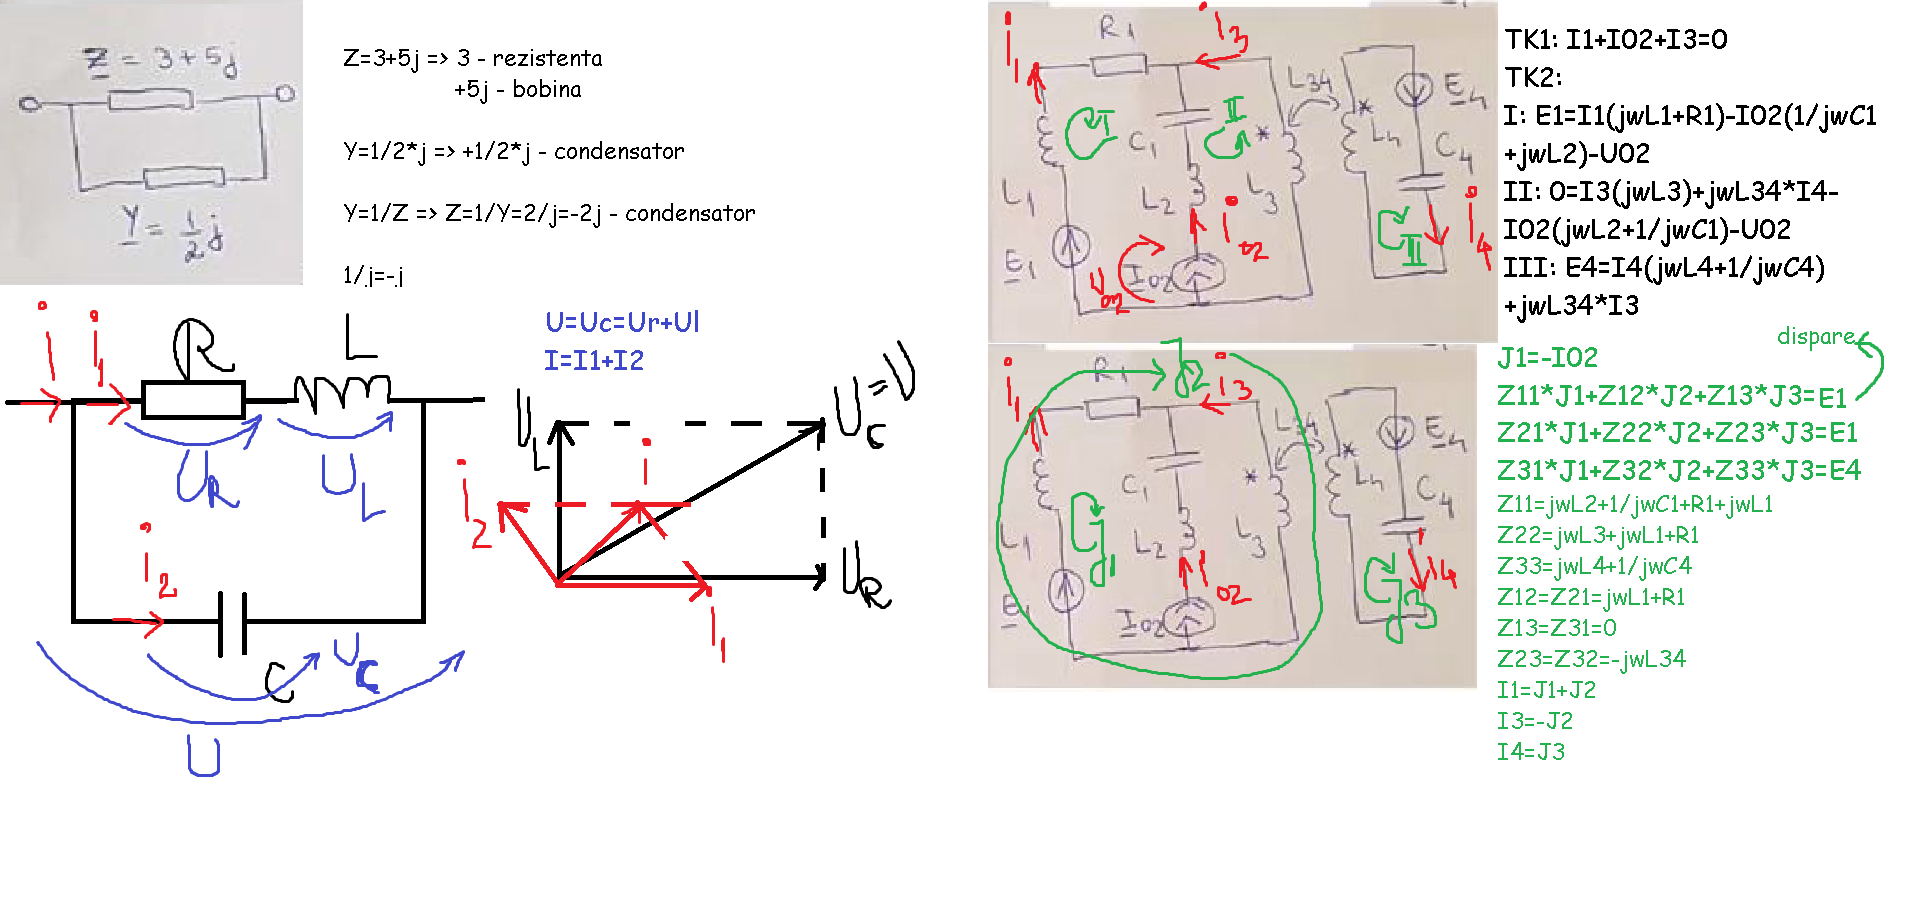 Z = 3+5j
Y = 1/2 j
Z=3+5j => 3 - rezistenta
+5j - bobina
Y=1/2*j => +1/2*j - condensator
Y=1/Z => Z=1/Y=2/j=-2j - condensator
1/j=-j
U=Uc=Ur+Ul
I=I1+I2
i
i1
R
L
UR
UL
i2
C
UC
U
UL
UC=U
i
i2
UR
i1
i1
R1
i3
L34
E4
I
II
C1
*
*
L4
C4
L1
L2
L3
i02
i4
E1
U02
I02
II
TK1: I1+I02+I3=0
TK2:
I: E1=I1(jwL1+R1)-I02(1/jwC1
+jwL2)-U02
II: 0=I3(jwL3)+jwL34*I4-
I02(jwL2+1/jwC1)-U02
III: E4=I4(jwL4+1/jwC4)
+jwL34*I3
dispare
i1
R1
j2
i3
L34
E4
C1
*
*
L4
C4
L1
j1
L2
L3
I02
I4
E1
I02
j3
J1=-I02
Z11*J1+Z12*J2+Z13*J3=E1
Z21*J1+Z22*J2+Z23*J3=E1
Z31*J1+Z32*J2+Z33*J3=E4
Z11=jwL2+1/jwC1+R1+jwL1
Z22=jwL3+jwL1+R1
Z33=jwL4+1/jwC4
Z12=Z21=jwL1+R1
Z13=Z31=0
Z23=Z32=-jwL34
I1=J1+J2
I3=-J2
I4=J3